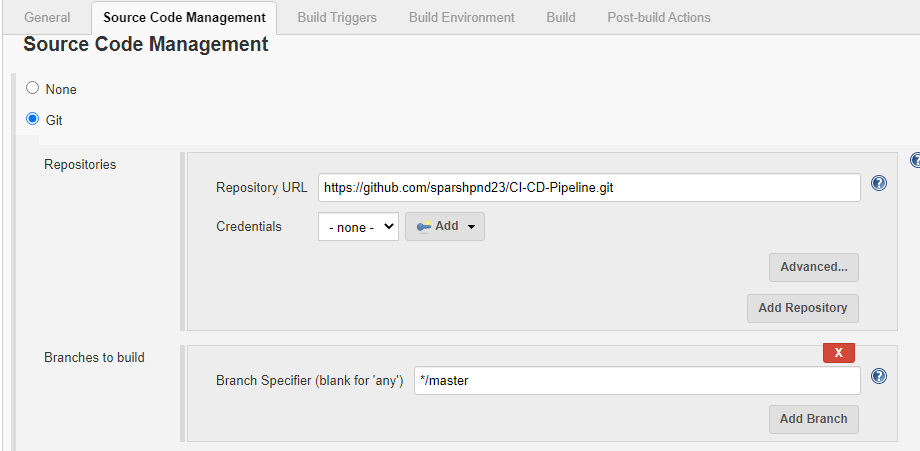 General Source Code Management Build Triggers Build Environment Build Post-build Actions
Source Code Management
None
Git
Repositories
Repository URL https://github.com/sparshpnd23/CI-CD-Pipeline.git
Credentials - none - Add
Advanced...
Add Repository
Branches to build
X
Branch Specifier (blank for 'any') */master
Add Branch